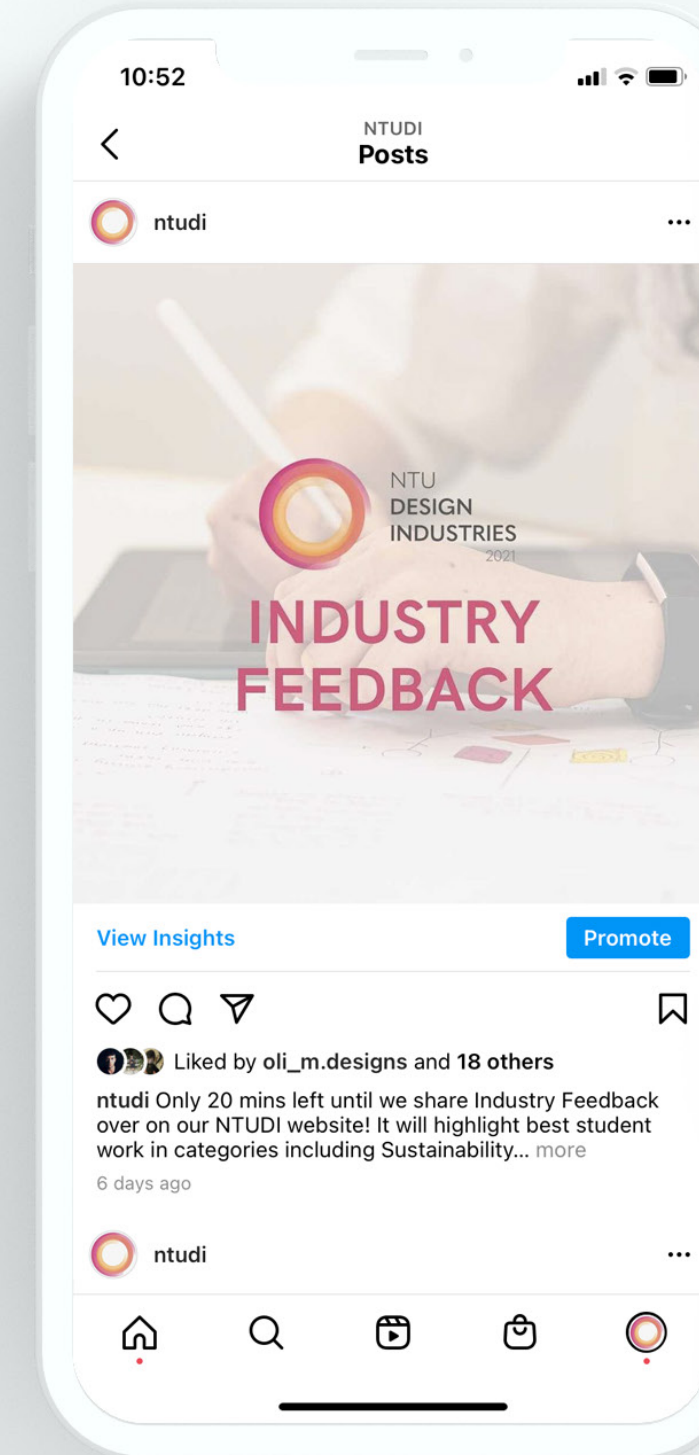 10:52
NTUDI
Posts
ntudi
NTU
DESIGN
INDUSTRIES
2021
INDUSTRY
FEEDBACK
View Insights
Promote
Liked by oli_m.designs and 18 others
ntudi Only 20 mins left until we share Industry Feedback
over on our NTUDI website! It will highlight best student
work in categories including Sustainability... more
6 days ago
ntudi